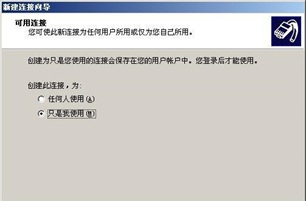 新建连接向导
可用连接
您可使此新连接为任何用户所用或仅为您自己所用。
创建为只是您使用的连接会保存在您的用户帐户中。您登录后才能使用。
创建此连接，为:
任何人使用(A)
只是我使用(M)